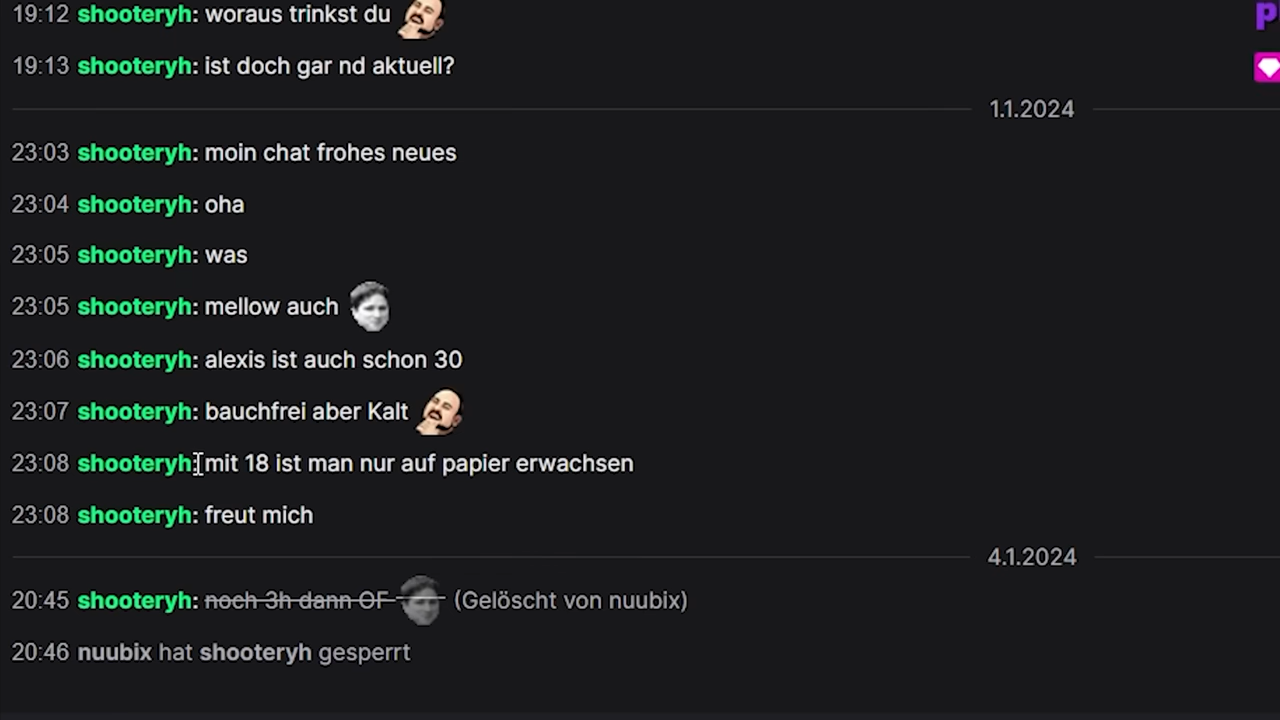 19:12 shooteryh: woraus trinkst du
19:13 shooteryh: ist doch gar nd aktuell?
1.1.2024
23:03 shooteryh: moin chat frohes neues
23:04 shooteryh: oha
23:05 shooteryh: was
23:05 shooteryh: mellow auch
23:06 shooteryh: alexis ist auch schon 30
23:07 shooteryh: bauchfrei aber Kalt
23:08 shooteryh: mit 18 ist man nur auf papier erwachsen
23:08 shooteryh: freut mich
4.1.2024
20:45 shooteryh: noch 3h dann OF (Gelöscht von nuubix)
20:46 nuubix hat shooteryh gesperrt